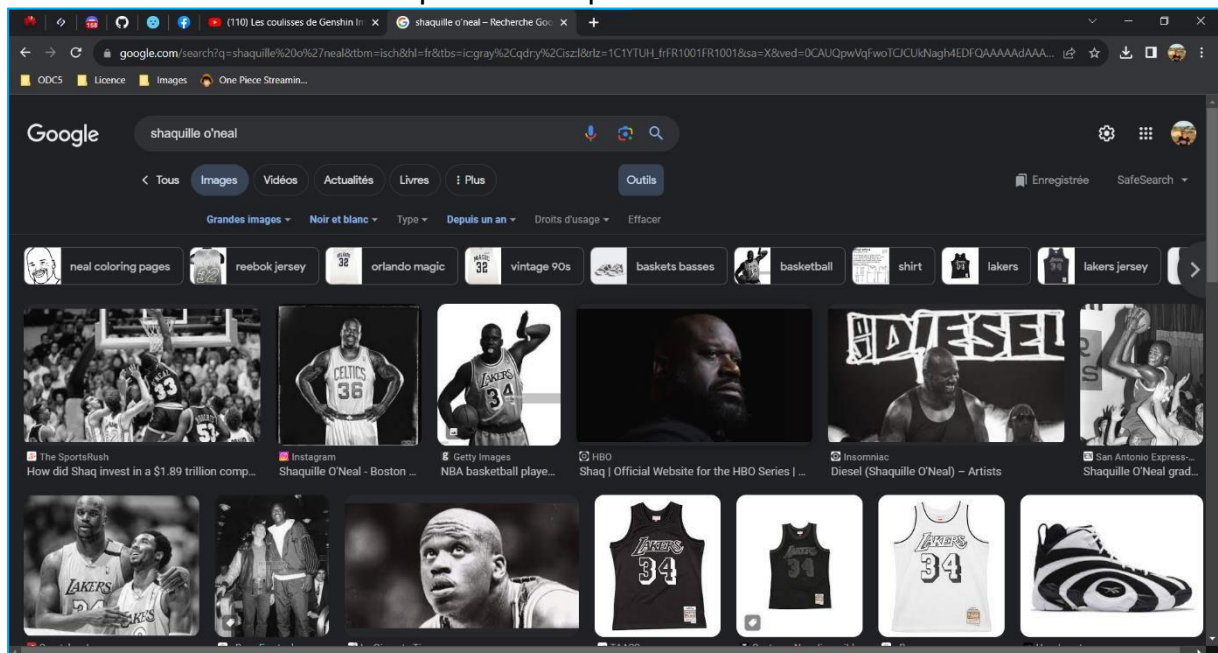 (110) Les coulisses de Genshin Im
shaquille o'neal – Recherche Goo
google.com/search?q=shaquille%20o%27neal&tbm=isch&hl=fr&tbs=ic:gray%2Cqdr:y%2Cisz:l&rlz=1C1YTUH_frFR1001FR1001&sa=X&ved=0CAUQpwVqFwoTCJCUkNagh4EDFQAAAAAdAAA...
ODC5 Licence Images One Piece Streamin...
Google shaquille o'neal
Tous Images Vidéos Actualités Livres Plus Outils Enregistrée SafeSearch
Grandes images Noir et blanc Type Depuis un an Droits d'usage Effacer
neal coloring pages reebok jersey orlando magic vintage 90s baskets basses basketball shirt lakers lakers jersey
33
53
CELTICS
36
LAKERS
34
DIESEL
The SportsRush
How did Shaq invest in a $1.89 trillion comp...
Instagram
Shaquille O'Neal - Boston ...
Getty Images
NBA basketball playe...
HBO
Shaq | Official Website for the HBO Series | ...
Insomniac
Diesel (Shaquille O'Neal) – Artists
San Antonio Express-...
Shaquille O'Neal grad...
LAKERS
LAKERS
34
LAKERS
34
LAKERS
34